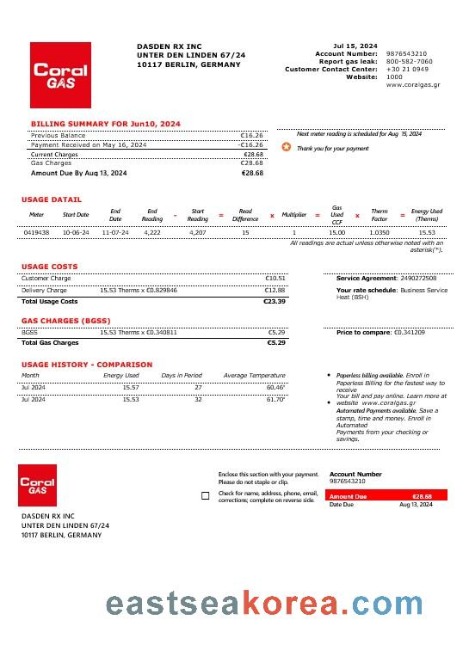 Coral
GAS
DASDEN RX INC
UNTER DEN LINDEN 67/24
10117 BERLIN, GERMANY
Jul 15, 2024
Account Number: 9876543210
Report gas leak: 800-582-7060
Customer Contact Center: +30 21 0949
Website: 1000
www.coralgas.gr
BILLING SUMMARY FOR Jun10, 2024
Previous Balance €16.26
Payment Received on May 16, 2024 -€16.26
Current Charges €28.68
Gas Charges €28.68
Amount Due By Aug 13, 2024 €28.68
Next meter reading is scheduled for Aug 15, 2024
Thank you for your payment
USAGE DATAIL
Meter Start Date End Date End Reading – Start Reading = Read Difference x Multiplier = Gas Used CCF x Therm Factor = Energy Used (Therms)
0419438 10-06-24 11-07-24 4,222 4,207 15 1 15.00 1.0350 15.53
All readings are actual unless otherwise noted with an
asterisk(*).
USAGE COSTS
Customer Charge €10.51
Delivery Charge 15.53 Therms x €0.829846 €12.88
Total Usage Costs €23.39
Service Agreement: 2490272508
Your rate schedule: Business Service
Heat (BSH)
GAS CHARGES (BGSS)
BGSS 15.53 Therms x €0.340811 €5.29
Total Gas Charges €5.29
Price to compare: €0.341209
USAGE HISTORY - COMPARISON
Month Energy Used Days in Period Average Temperature
Jul 2024 15.57 27 60.46°
Jul 2024 15.53 32 61.70°
• Paperless billing available. Enroll in
Paperless Billing for the fastest way to
receive
Your bill and pay online. Learn more at
• website www.coralgas.gr
Automated Payments available. Save a
stamp, time and money. Enroll in
Automated
Payments from your checking or
savings.
Coral
GAS
DASDEN RX INC
UNTER DEN LINDEN 67/24
10117 BERLIN, GERMANY
Enclose this section with your payment.
Please do not staple or clip.
Check for name, address, phone, email,
corrections; complete on reverse side.
Account Number
9876543210
Amount Due €28.68
Date Due Aug 13, 2024
eastseakorea.com